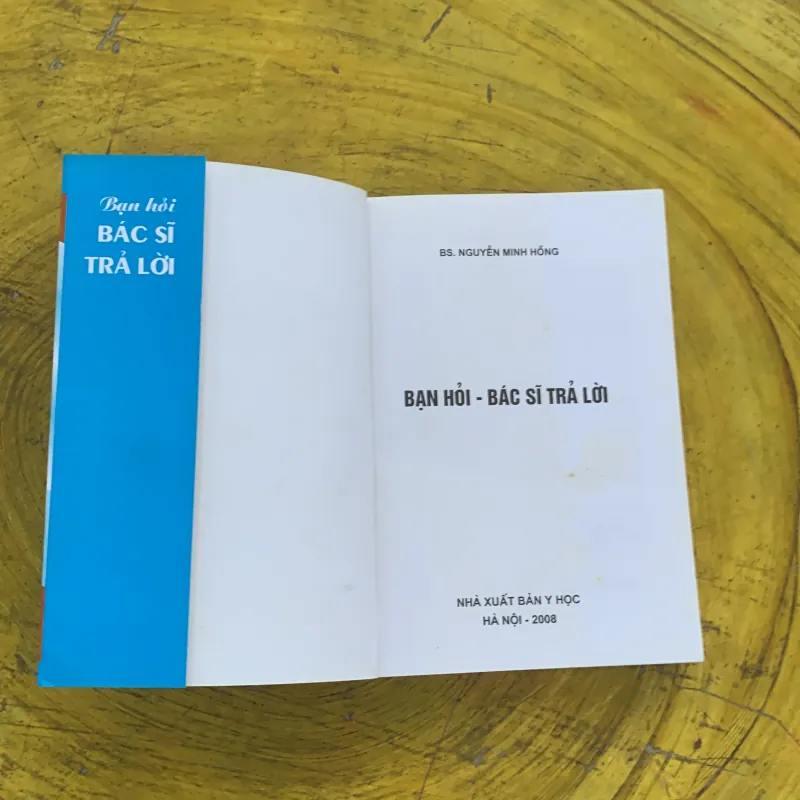 Bạn hỏi
BÁC SĨ
TRẢ LỜI
BS. NGUYỄN MINH HỒNG
BẠN HỎI - BÁC SĨ TRẢ LỜI
NHÀ XUẤT BẢN Y HỌC
HÀ NỘI - 2008